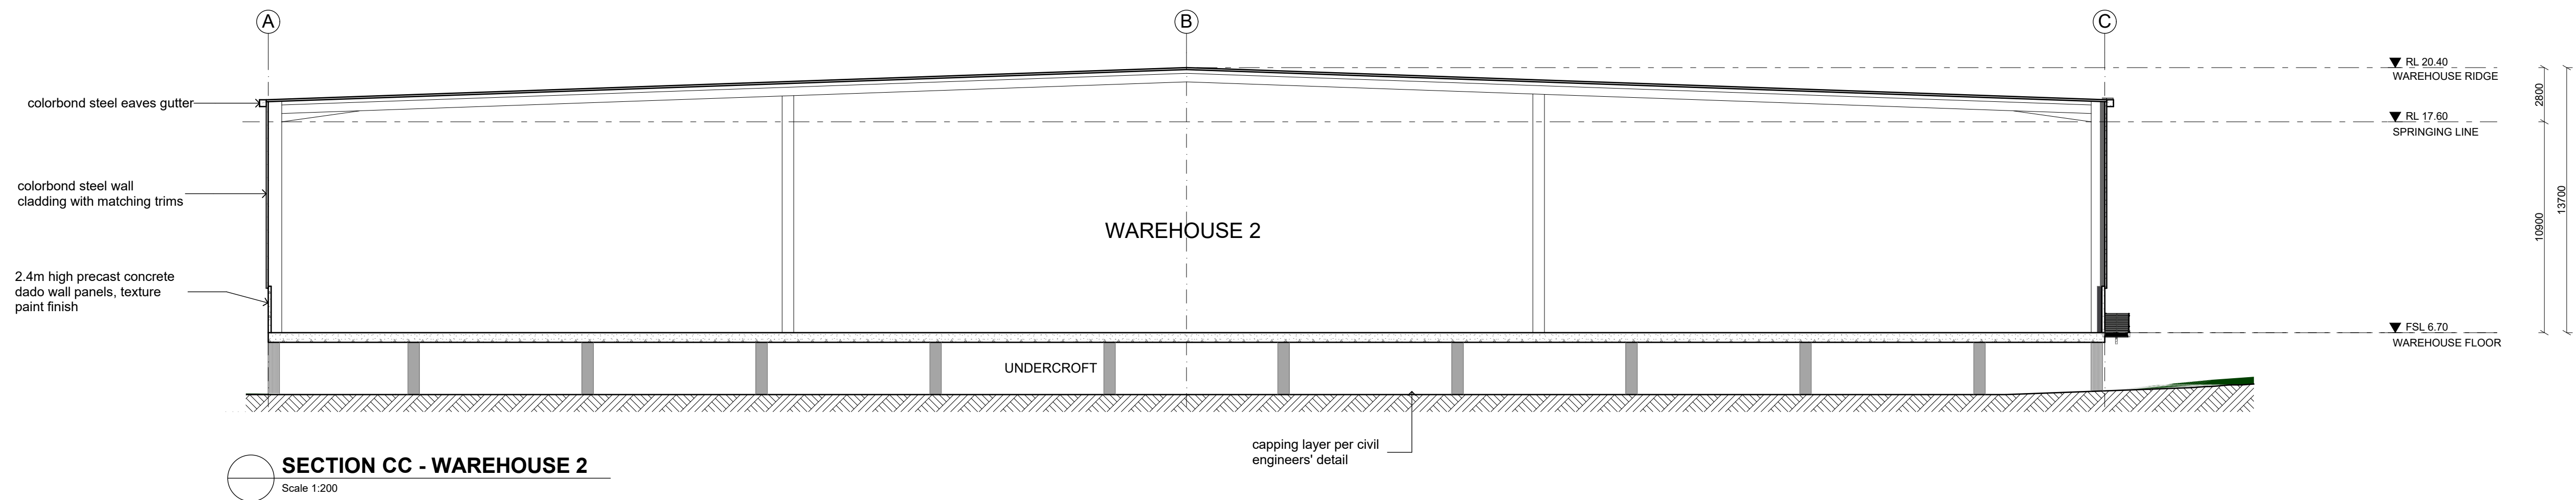 A
B
C
RL 20.40
WAREHOUSE RIDGE
colorbond steel eaves gutter
2800
RL 17.60
SPRINGING LINE
colorbond steel wall
cladding with matching trims
13700
WAREHOUSE 2
10900
2.4m high precast concrete
dado wall panels, texture
paint finish
FSL 6.70
WAREHOUSE FLOOR
UNDERCROFT
capping layer per civil
engineers' detail
SECTION CC - WAREHOUSE 2
Scale 1:200